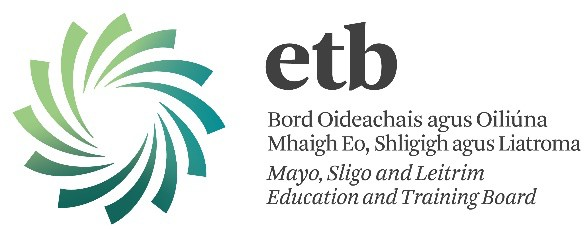 etb
Bord Oideachais agus Oiliúna
Mhaigh Eo, Shligigh agus Liatroma
Mayo, Sligo and Leitrim
Education and Training Board